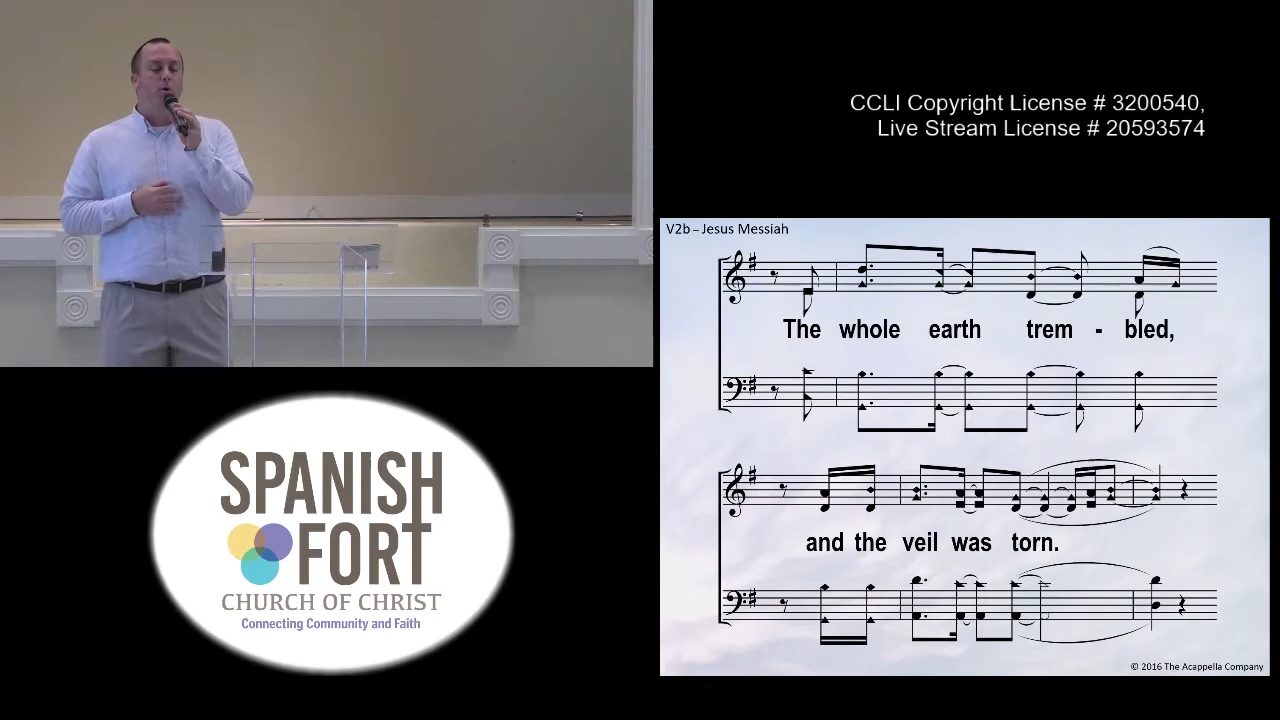 CCLI Copyright License # 3200540,
Live Stream License # 20593574
V2b – Jesus Messiah
The whole earth trem - bled,
and the veil was torn.
© 2016 The Acappella Company
SPANISH
FORT
CHURCH OF CHRIST
Connecting Community and Faith